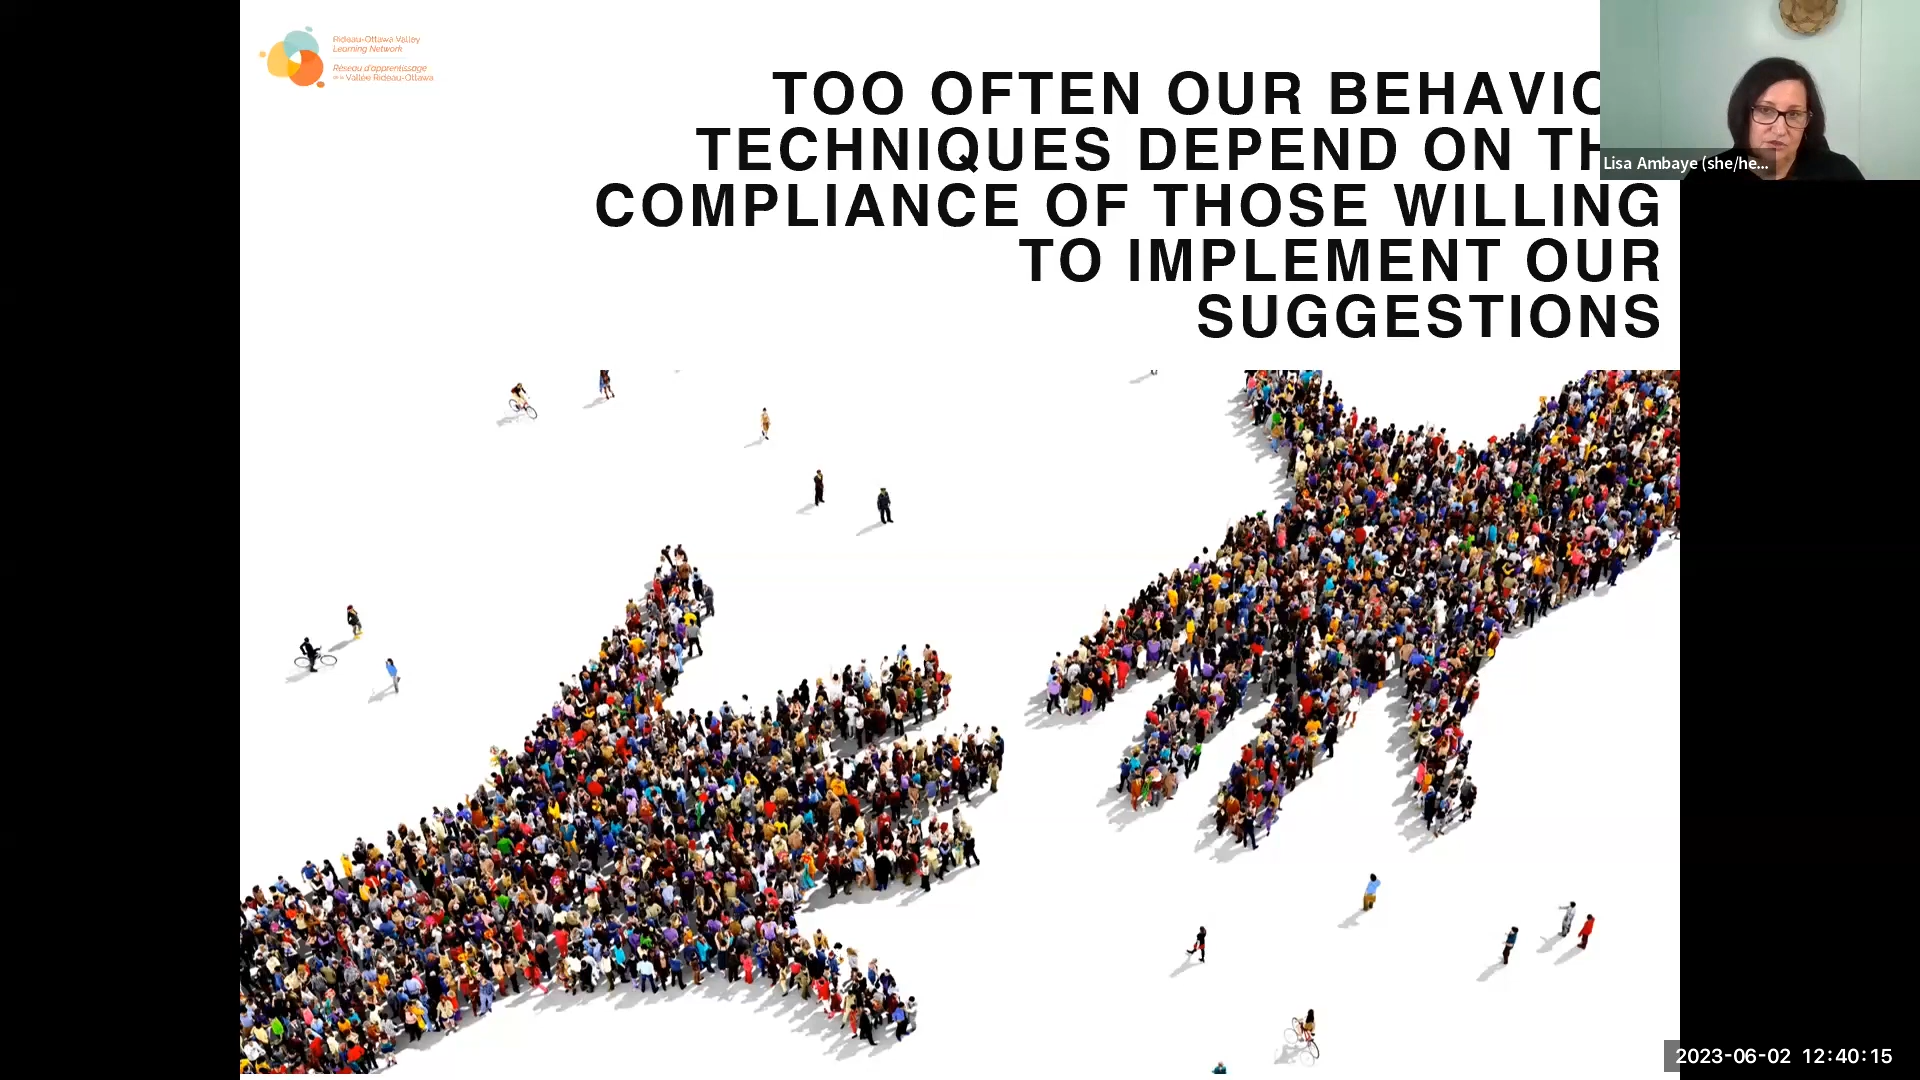 Rideau-Ottawa Valley
Learning Network
Réseau d'apprentissage
de la Vallée Rideau-Ottawa
TOO OFTEN OUR BEHAVIO
TECHNIQUES DEPEND ON TH
COMPLIANCE OF THOSE WILLING
TO IMPLEMENT OUR
SUGGESTIONS
Lisa Ambaye (she/he...
2023-06-02 12:40:15